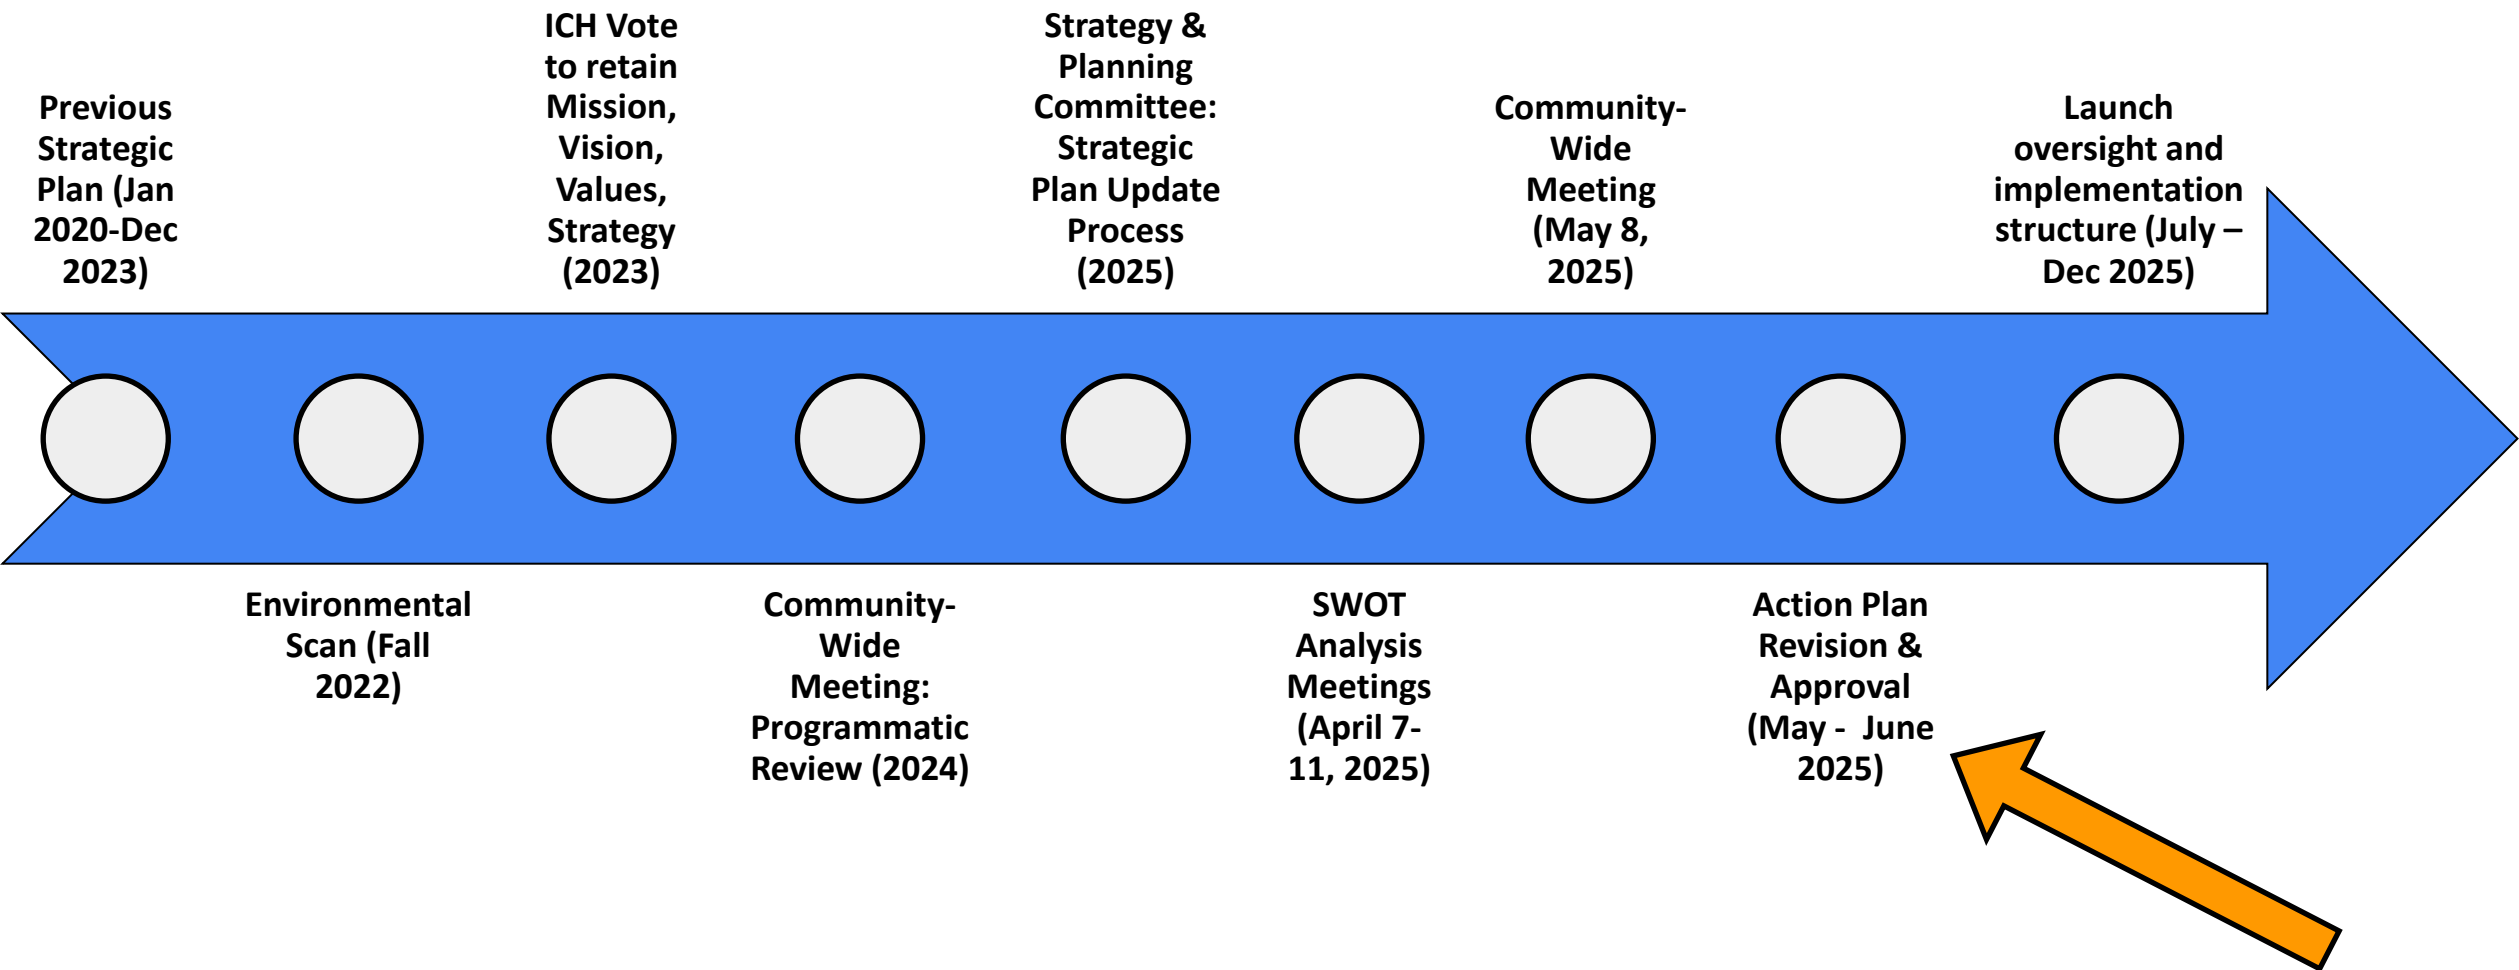 Previous
Strategic
Plan (Jan
2020-Dec
2023)
Environmental
Scan (Fall
2022)
ICH Vote
to retain
Mission,
Vision,
Values,
Strategy
(2023)
Community-
Wide
Meeting:
Programmatic
Review (2024)
Strategy &
Planning
Committee:
Strategic
Plan Update
Process
(2025)
SWOT
Analysis
Meetings
(April 7-
11, 2025)
Community-
Wide
Meeting
(May 8,
2025)
Action Plan
Revision &
Approval
(May -  June
2025)
Launch
oversight and
implementation
structure (July –
Dec 2025)